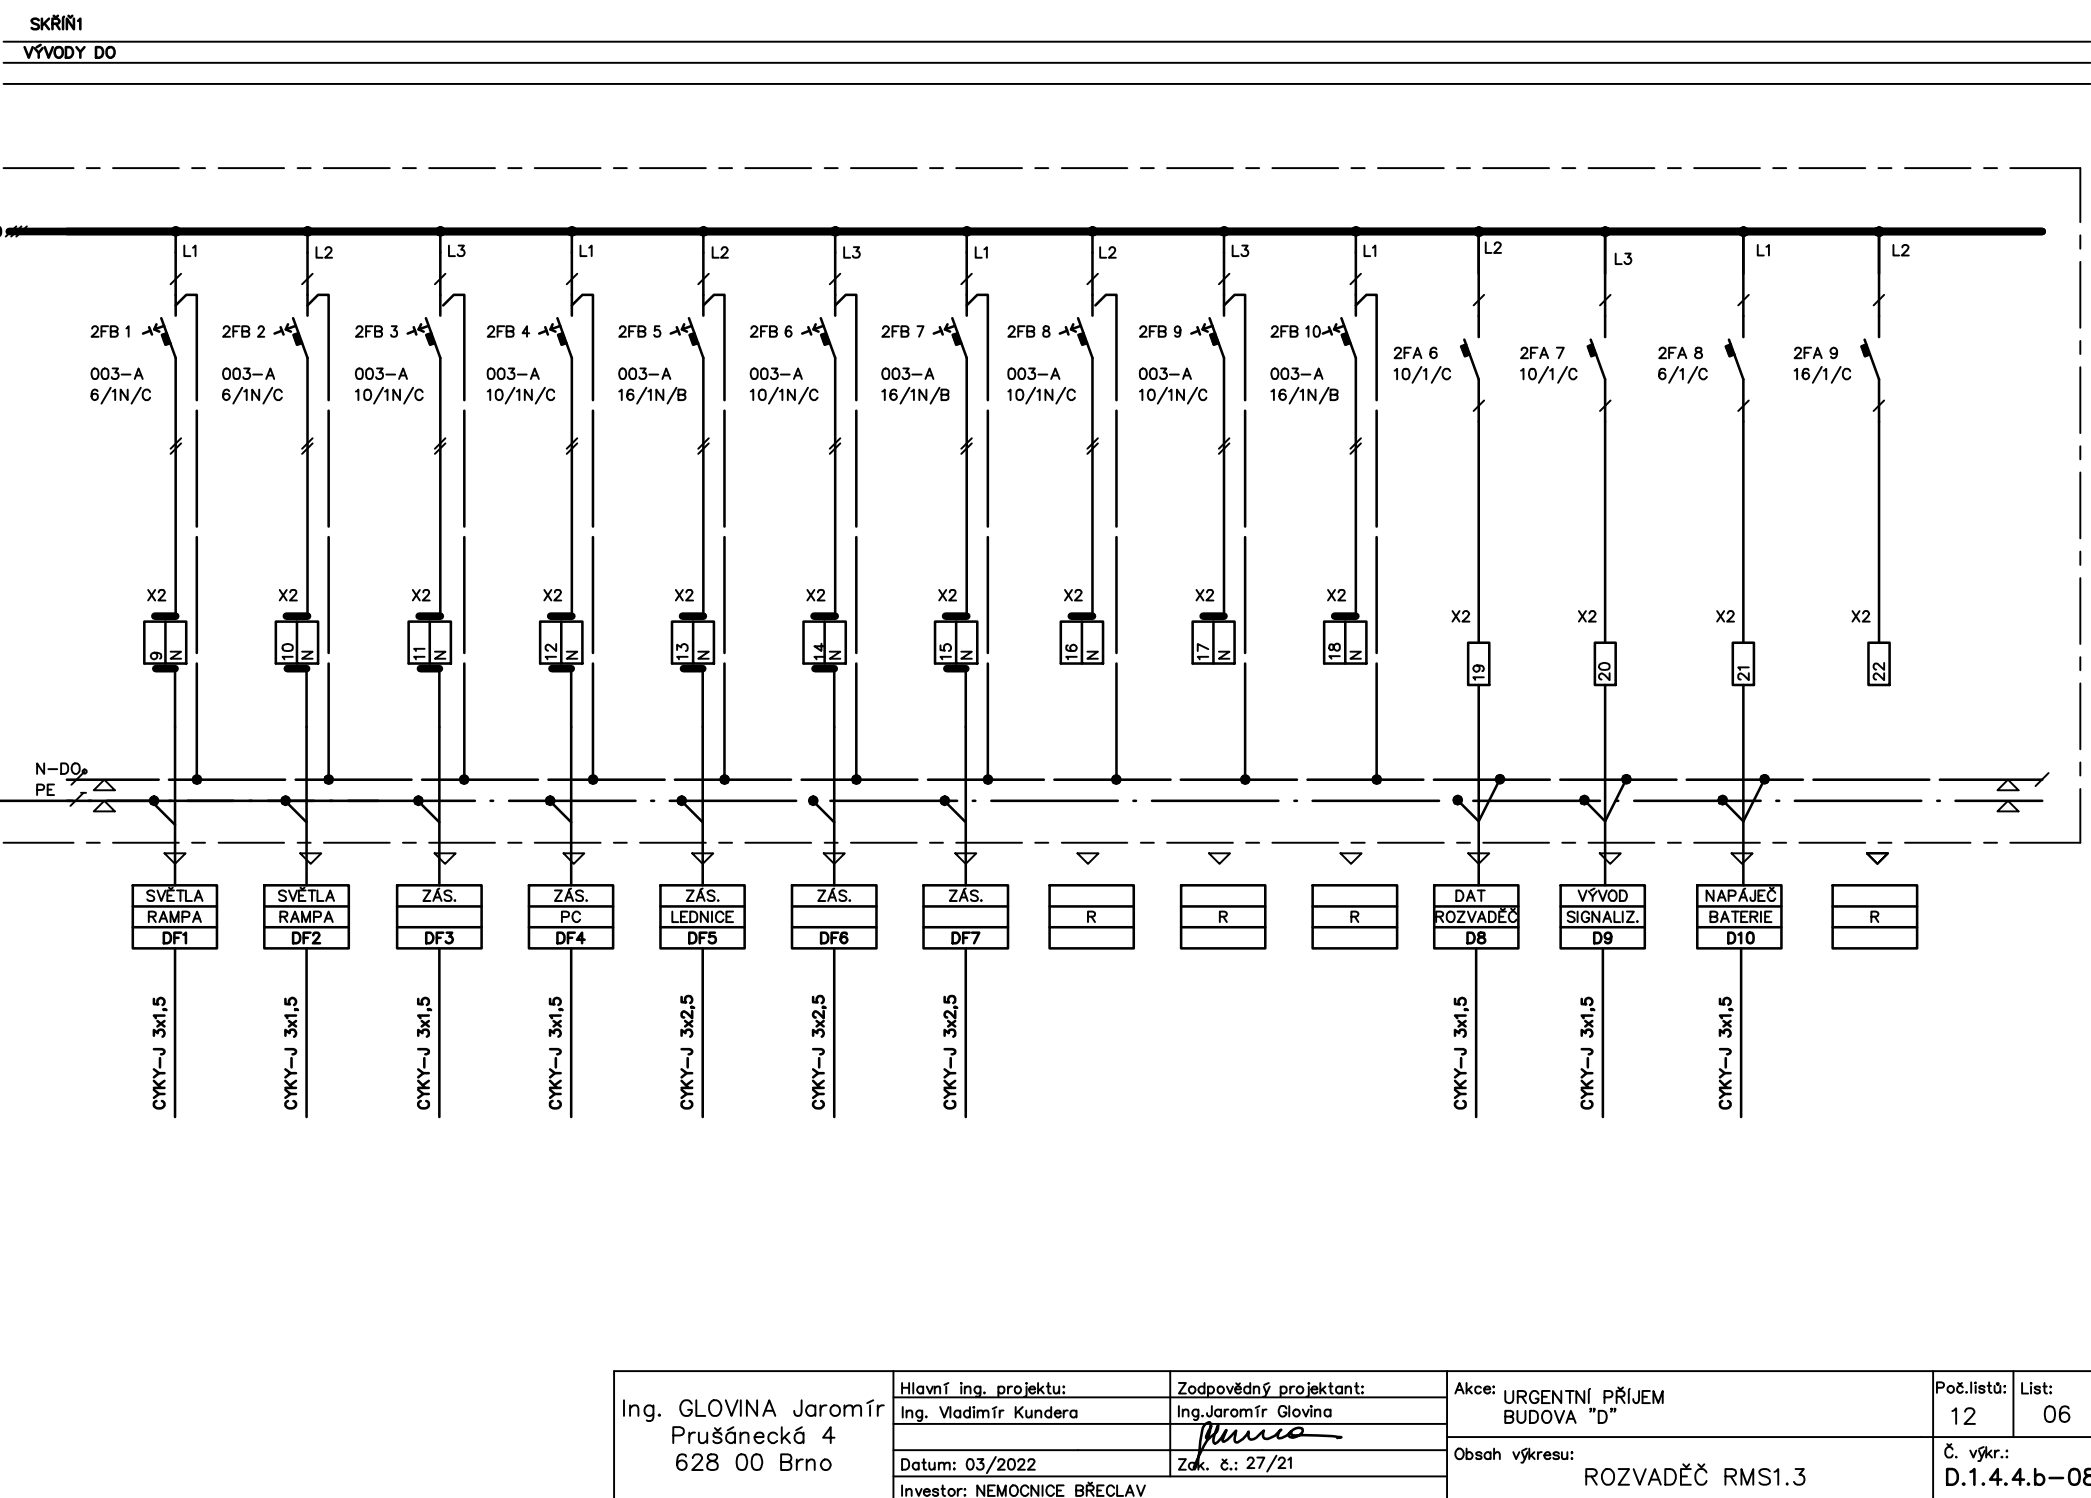 SKŘÍŇ1
VÝVODY DO
L1 L2 L3 L1 L2 L3 L1 L2 L3 L1 L2 L3 L1 L2
2FB 1 2FB 2 2FB 3 2FB 4 2FB 5 2FB 6 2FB 7 2FB 8 2FB 9 2FB 10
2FA 6 2FA 7 2FA 8 2FA 9
003-A 003-A 003-A 003-A 003-A 003-A 003-A 003-A 003-A 003-A
10/1/C 10/1/C 6/1/C 16/1/C
6/1N/C 6/1N/C 10/1N/C 10/1N/C 16/1N/B 10/1N/C 16/1N/B 10/1N/C 10/1N/C 16/1N/B
X2 X2 X2 X2 X2 X2 X2 X2 X2 X2
X2 X2 X2 X2
9 N 10 N 11 N 12 N 13 N 14 N 15 N 16 N 17 N 18 N
19 20 21 22
N-DO
PE
SVĚTLA SVĚTLA ZÁS. ZÁS. ZÁS. ZÁS. ZÁS. DAT VÝVOD NAPÁJEČ
RAMPA RAMPA PC LEDNICE R R R ROZVADĚČ SIGNALIZ. BATERIE R
DF1 DF2 DF3 DF4 DF5 DF6 DF7 D8 D9 D10
CYKY-J 3x1,5
CYKY-J 3x1,5
CYKY-J 3x1,5
CYKY-J 3x1,5
CYKY-J 3x2,5
CYKY-J 3x2,5
CYKY-J 3x2,5
CYKY-J 3x1,5
CYKY-J 3x1,5
CYKY-J 3x1,5
Ing. GLOVINA Jaromír
Prušánecká 4
628 00 Brno
Hlavní ing. projektu:
Ing. Vladimír Kundera
Datum: 03/2022
Investor: NEMOCNICE BŘECLAV
Zodpovědný projektant:
Ing.Jaromír Glovina
Zak. č.: 27/21
Akce: URGENTNÍ PŘÍJEM
BUDOVA "D"
Obsah výkresu:
ROZVADĚČ RMS1.3
Poč.listů:
12
List:
06
Č. výkr.:
D.1.4.4.b-08